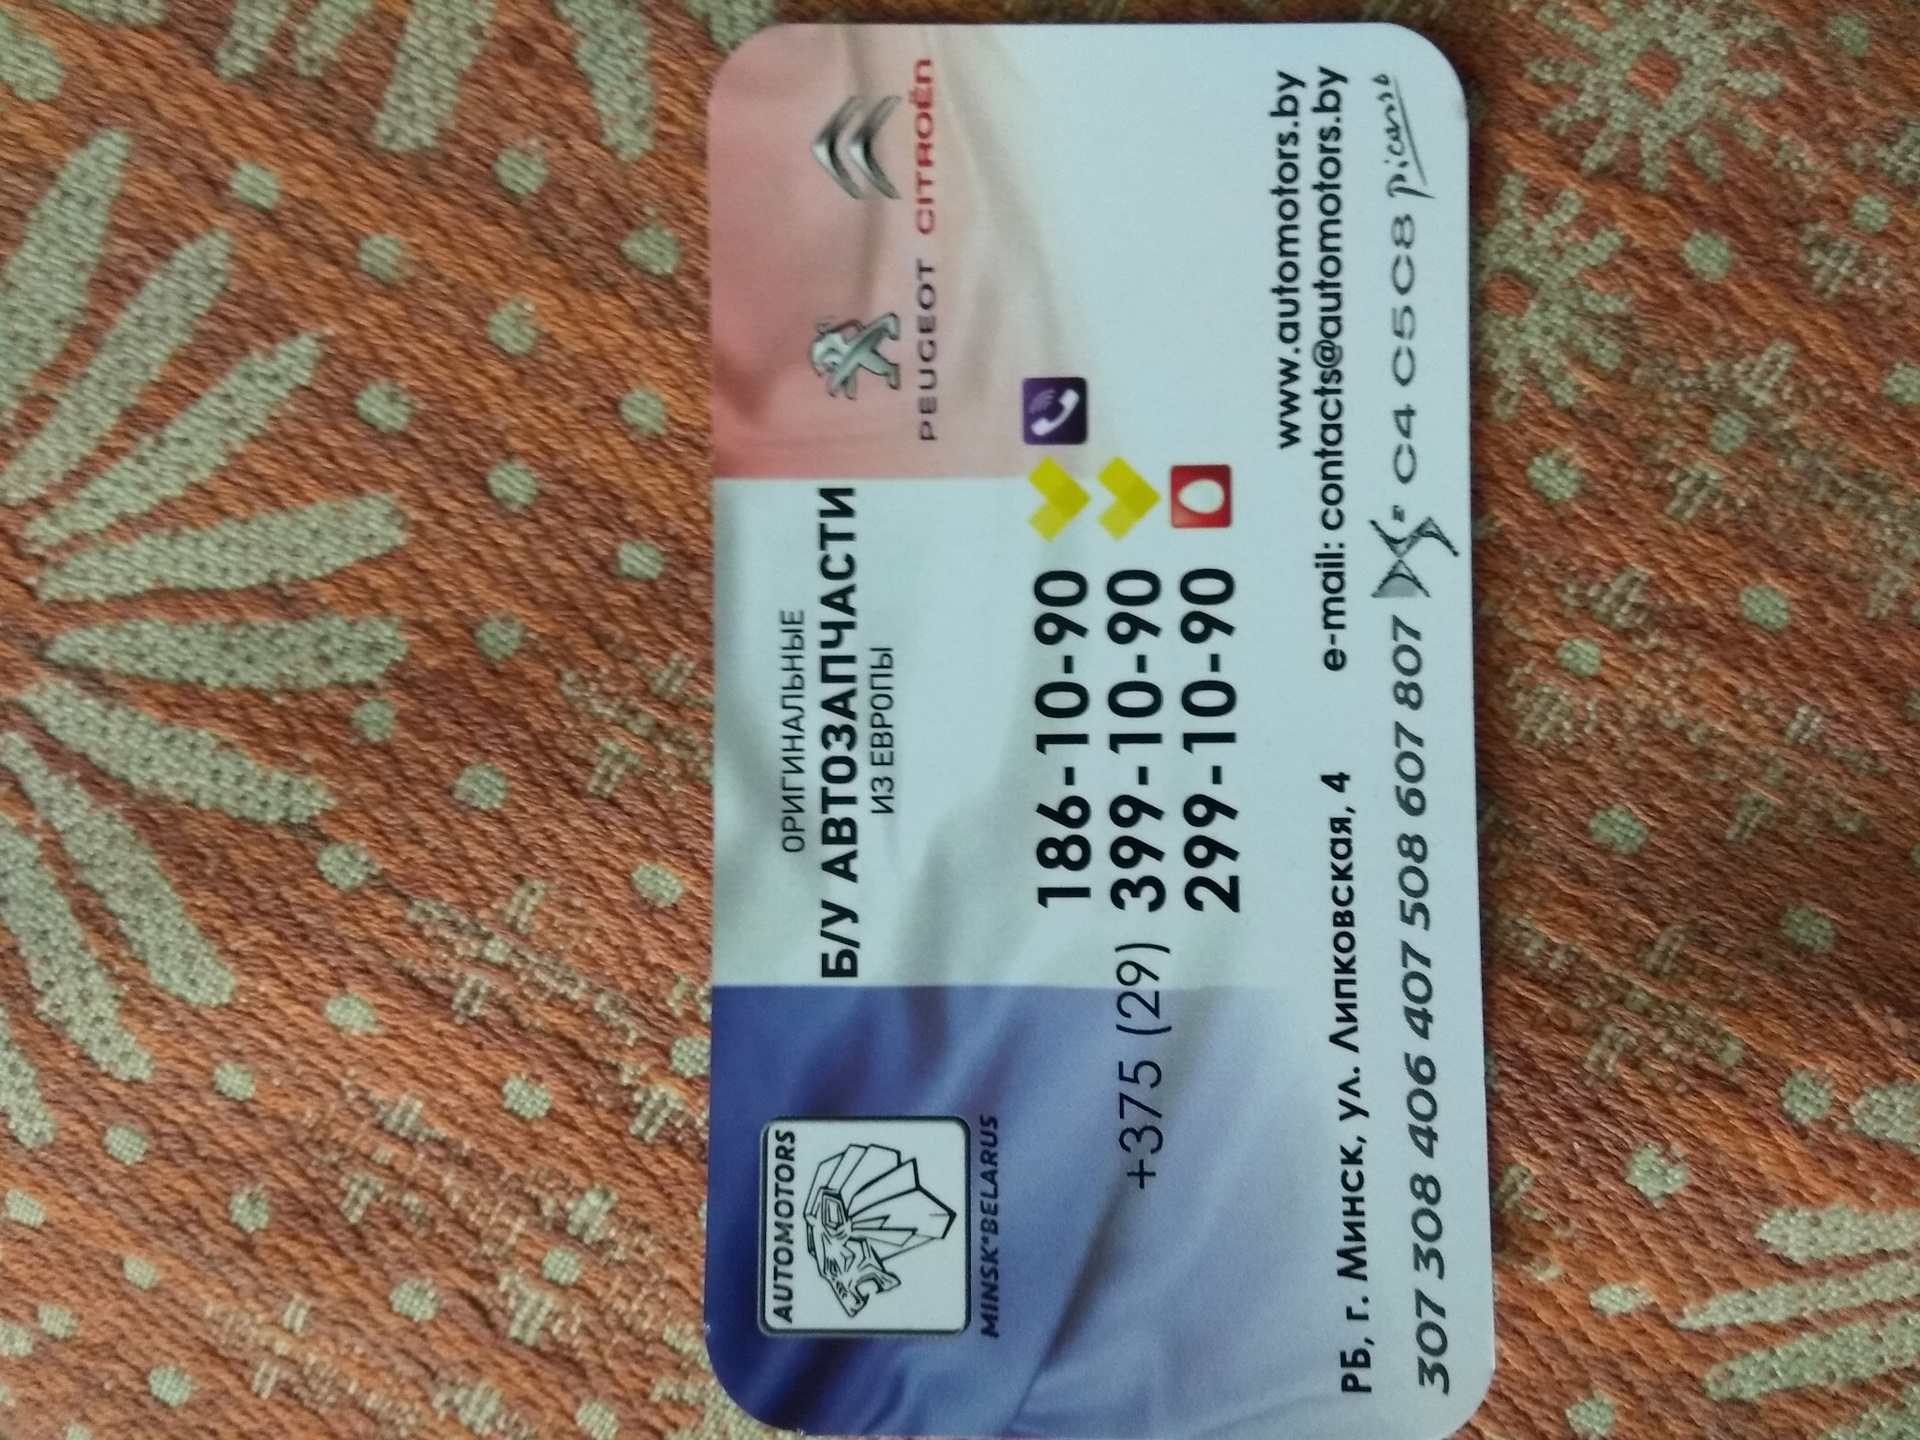 AUTOMOTORS
MINSK*BELARUS
ОРИГИНАЛЬНЫЕ
Б/У АВТОЗАПЧАСТИ
ИЗ ЕВРОПЫ
PEUGEOT CITROËN
186-10-90
+375 (29) 399-10-90
299-10-90
www.automotors.by
РБ, г. Минск, ул. Липковская, 4 e-mail: contacts@automotors.by
307 308 406 407 508 607 807 DS C4 C5 C8 Picasso